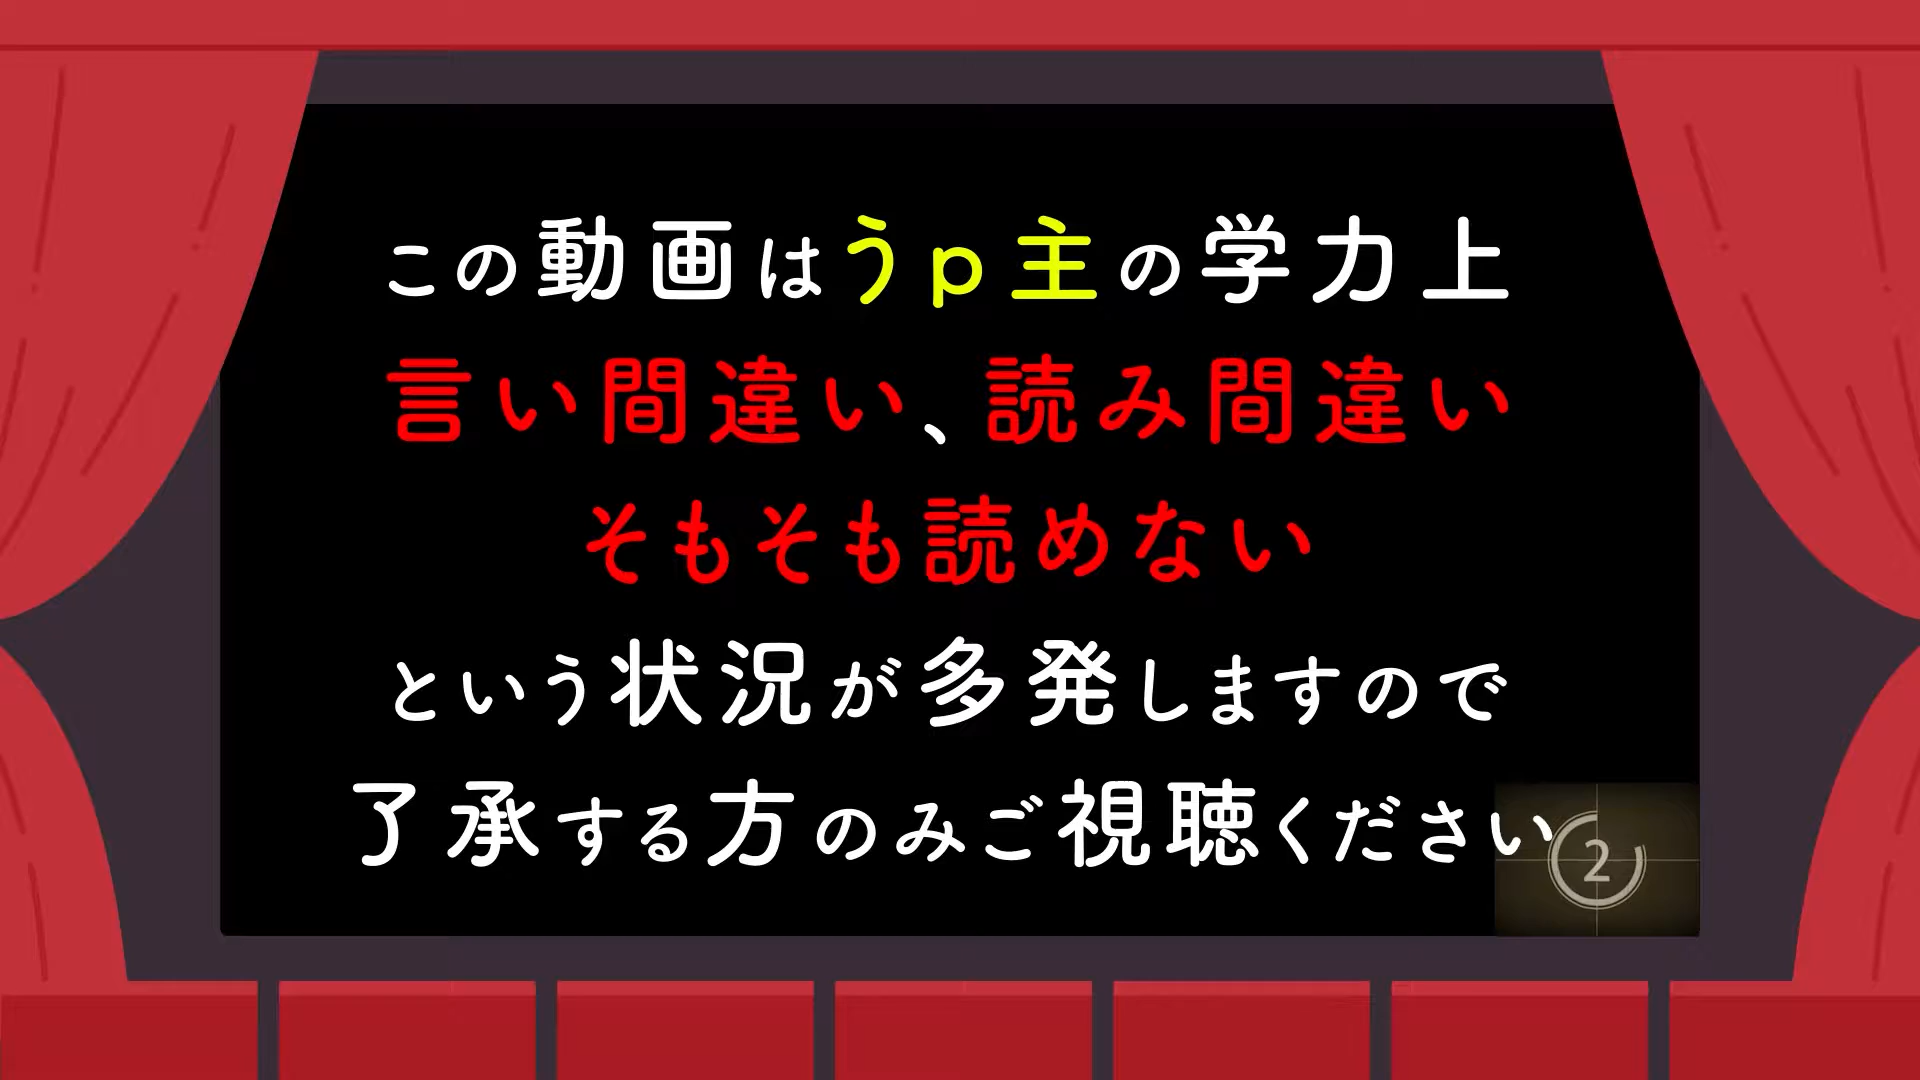 この動画はうp主の学力上
言い間違い、読み間違い
そもそも読めない
という状況が多発しますので
了承する方のみご視聴ください
2